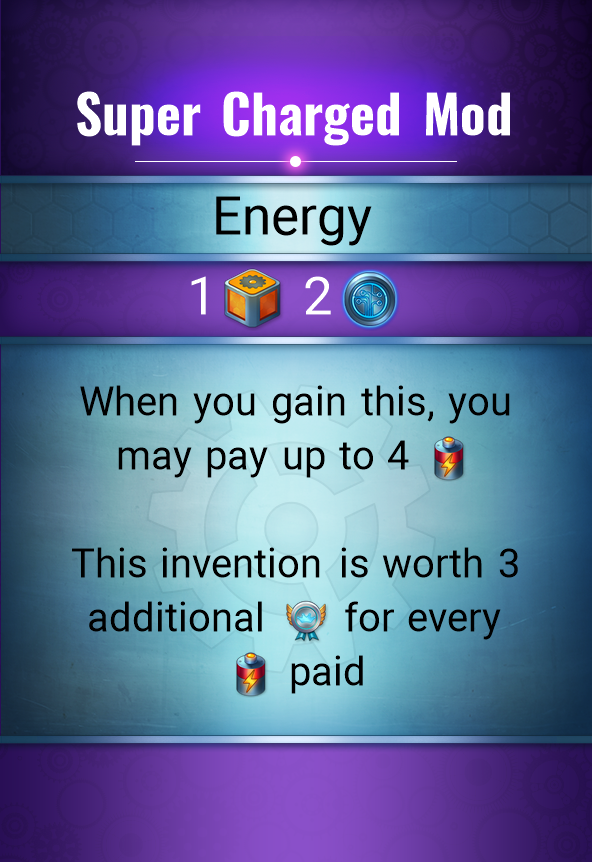 Super Charged Mod
Energy
1 2
When you gain this, you
may pay up to 4
This invention is worth 3
additional for every
paid